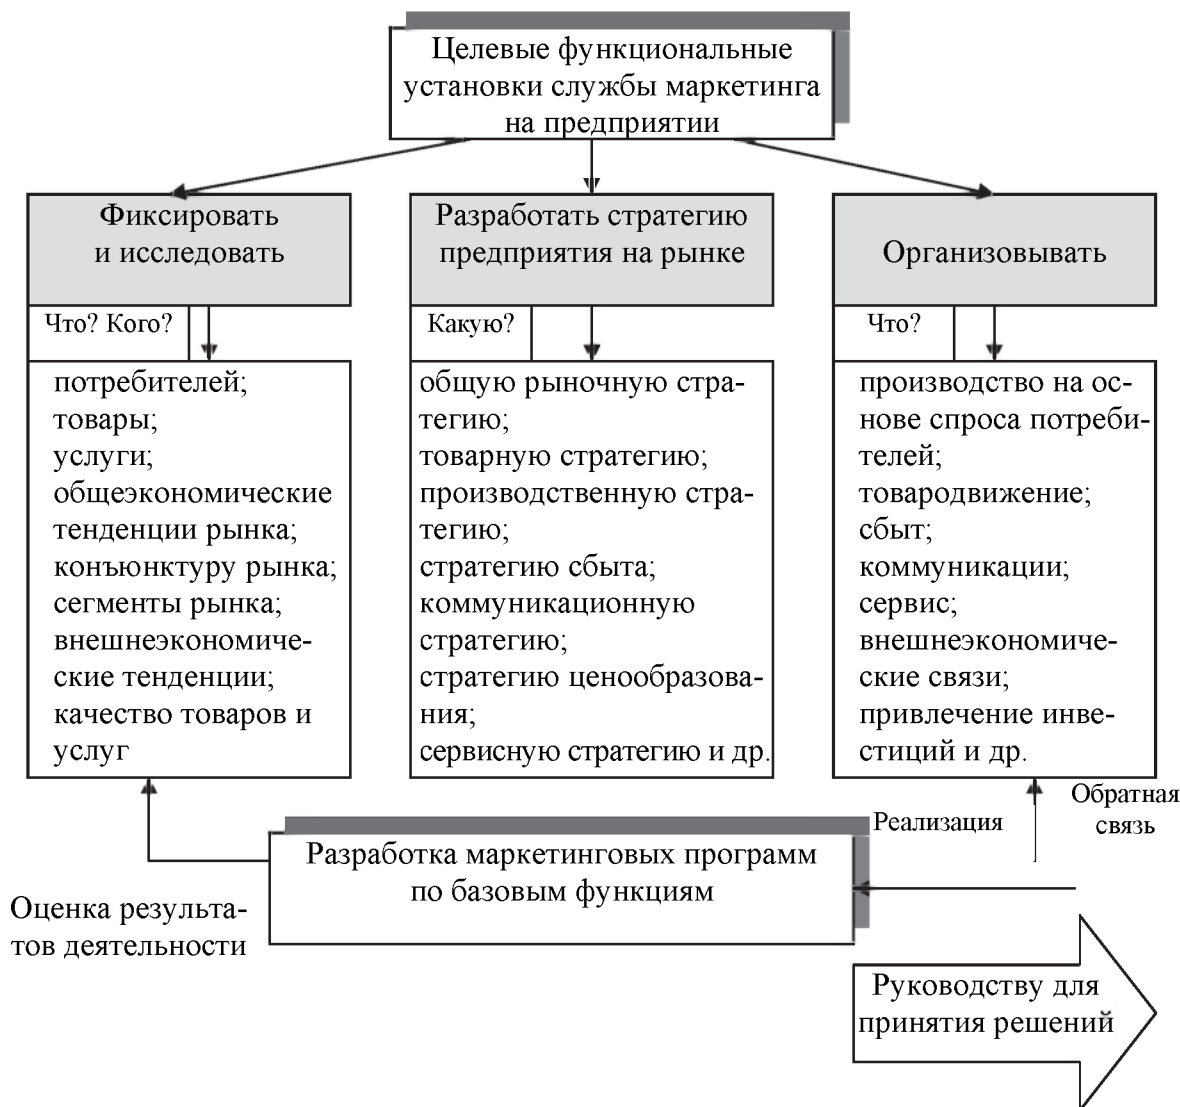 Целевые функциональные
установки службы маркетинга
на предприятии
Фиксировать
и исследовать
Разработать стратегию
предприятия на рынке
Организовывать
Что? Кого?
Какую?
Что?
потребителей;
товары;
услуги;
общеэкономические
тенденции рынка;
конъюнктуру рынка;
сегменты рынка;
внешнеэкономиче-
ские тенденции;
качество товаров и
услуг
общую рыночную стра-
тегию;
товарную стратегию;
производственную стра-
тегию;
стратегию сбыта;
коммуникационную
стратегию;
стратегию ценообразова-
ния;
сервисную стратегию и др.
производство на ос-
нове спроса потреби-
телей;
товародвижение;
сбыт;
коммуникации;
сервис;
внешнеэкономиче-
ские связи;
привлечение инве-
стиций и др.
Обратная
связь
Реализация
Разработка маркетинговых программ
по базовым функциям
Оценка результа-
тов деятельности
Руководству для
принятия решений